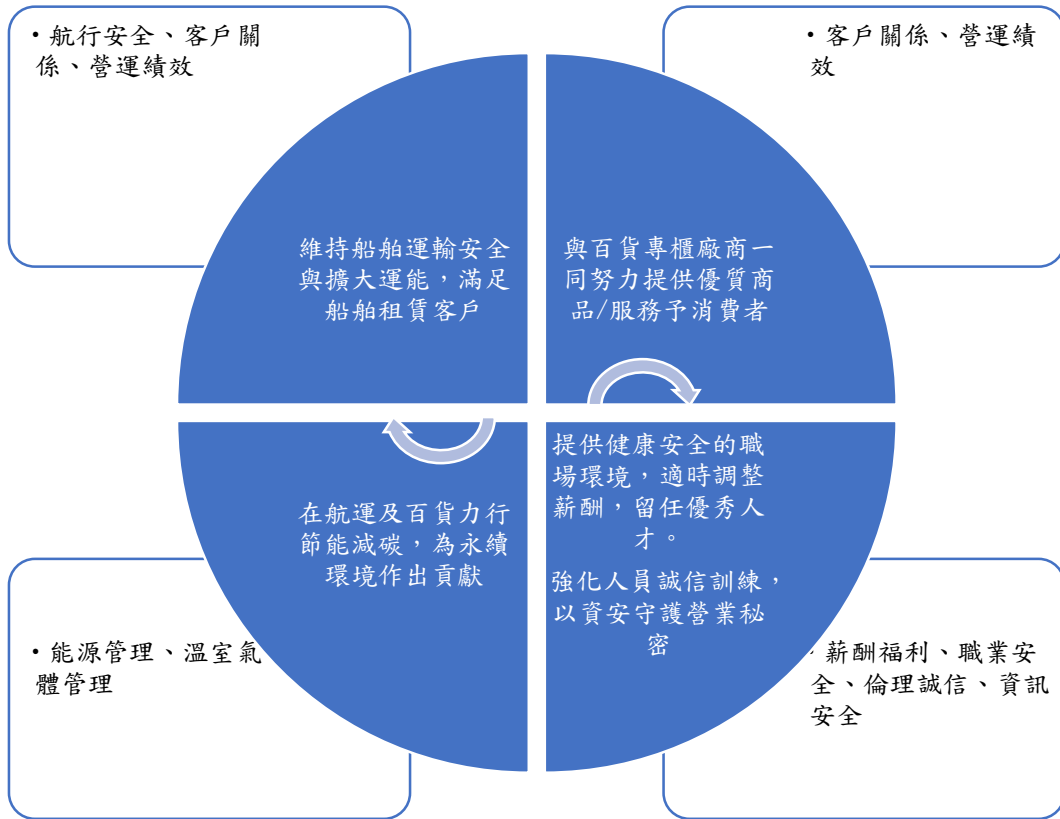 ・航行安全、客戶關
係、營運績效
・客戶關係、營運績
效
維持船舶運輸安全
與擴大運能，滿足
船舶租賃客戶
與百貨專櫃廠商一
同努力提供優質商
品/服務予消費者
在航運及百貨力行
節能減碳，為永續
環境作出貢獻
提供健康安全的職
場環境，適時調整
薪酬，留任優秀人
才。
強化人員誠信訓練，
以資安守護營業秘
密
・能源管理、溫室氣
體管理
・薪酬福利、職業安
全、倫理誠信、資訊
安全